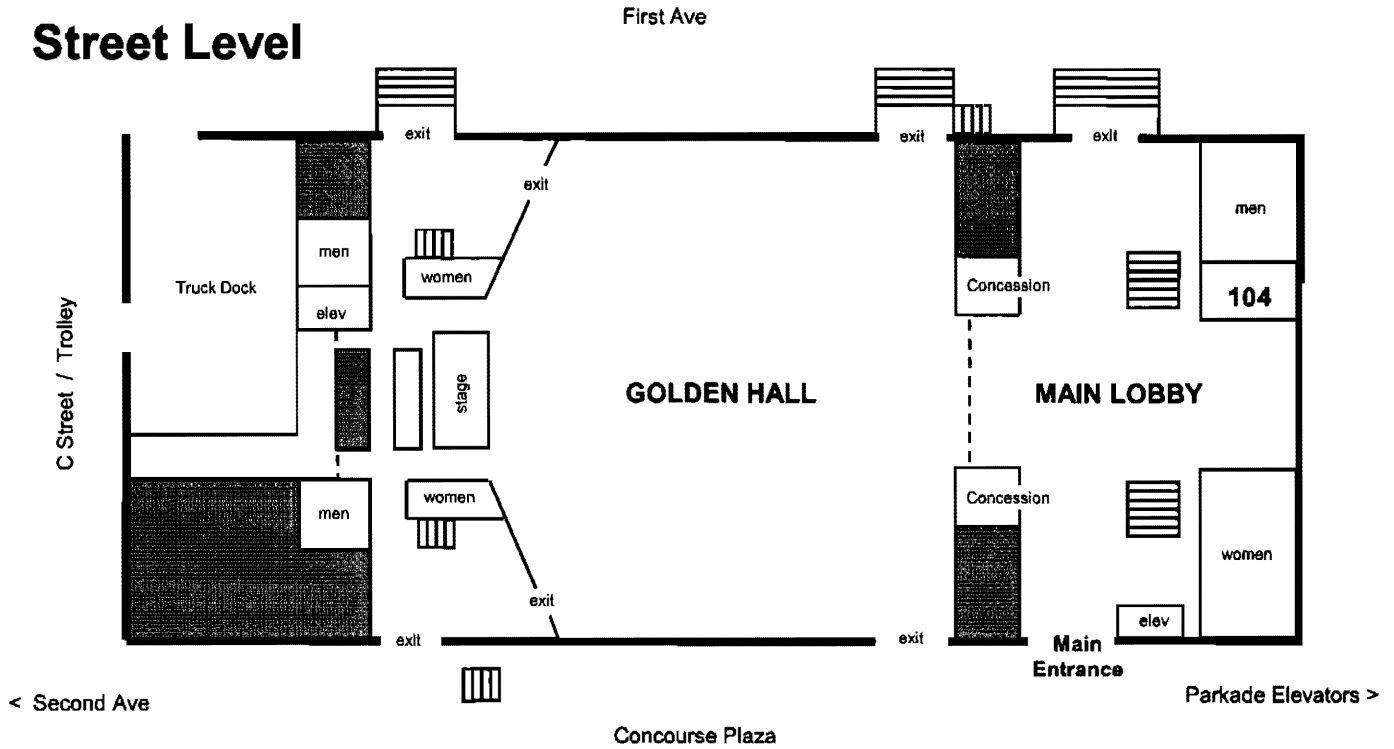 First Ave
Street Level
exit
exit
exit
exit
men
men
women
Concession
104
Truck Dock
elev
C Street / Trolley
stage
GOLDEN HALL
MAIN LOBBY
women
Concession
men
women
exit
elev
exit
exit
Main
Entrance
< Second Ave
Parkade Elevators >
Concourse Plaza